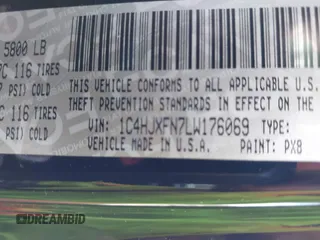 5800 LB
116 TIRES
PSI) COLD
116 TIRES
PSI) COLD
THIS VEHICLE CONFORMS TO ALL APPLICABLE U.S.
THEFT PREVENTION STANDARDS IN EFFECT ON THE
VIN: 1C4HJXFN7LW176069 TYPE:
VEHICLE MADE IN U.S.A. PAINT: PX8
DREAMBID